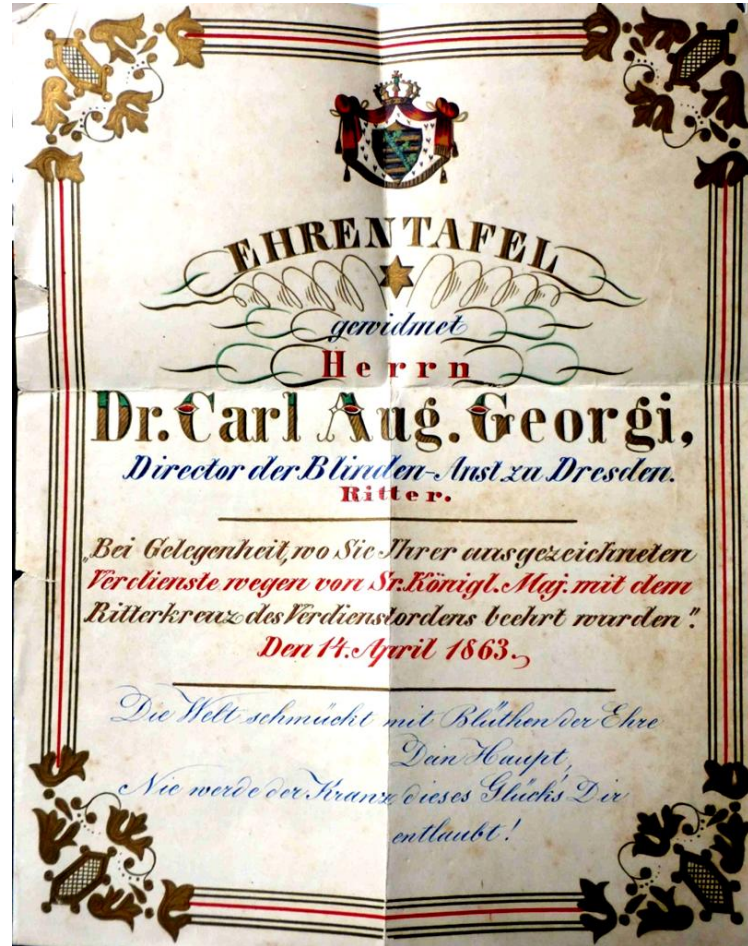 EHRENTAFEL
gewidmet
Herrn
Dr. Carl Aug. Georgi,
Director der Blinden-Anst zu Dresden.
Ritter.
„Bei Gelegenheit, wo Sie Ihrer ausgezeichneten
Verdienste wegen von Sr. Königl. Maj. mit dem
Ritterkreuz des Verdienstordens beehrt wurden“.
Den 14. April 1863.
Die Welt schmückt mit Blüthen der Ehre
Dein Haupt,
Nie werde der Kranz dieses Glücks Dir
entlaubt!